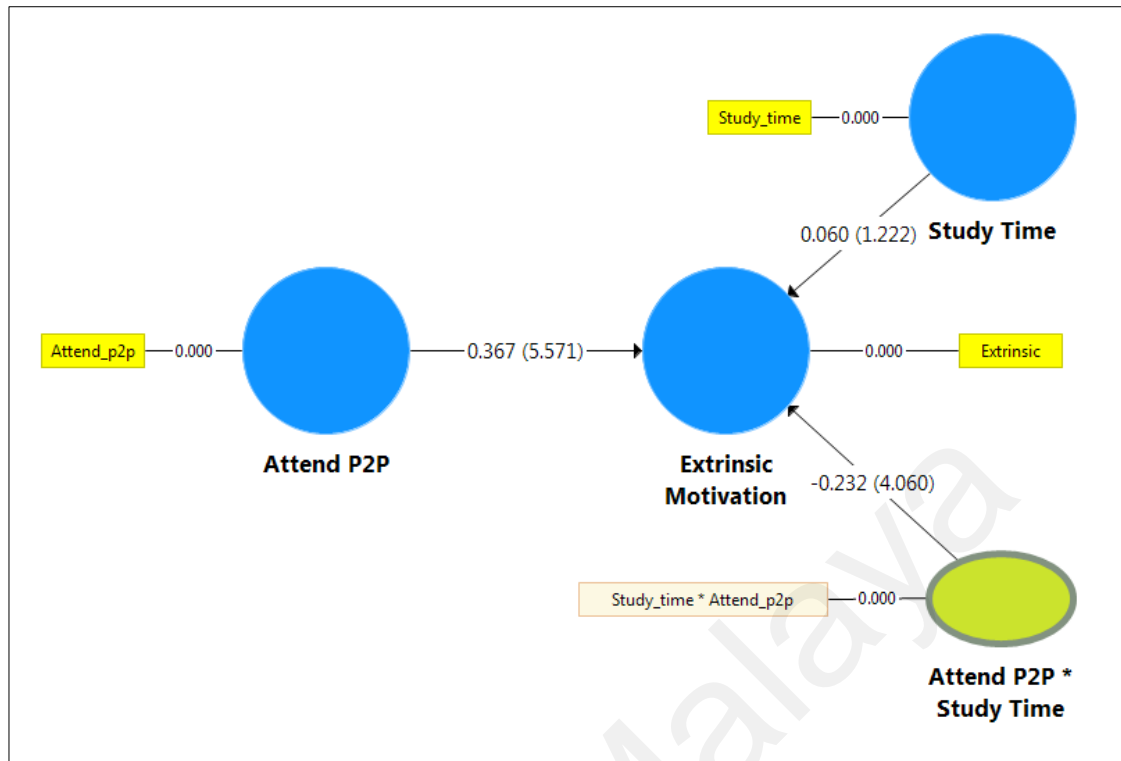 Study_time
0.000
Study Time
0.060 (1.222)
Attend_p2p
0.000
0.367 (5.571)
0.000
Extrinsic
Attend P2P
Extrinsic
Motivation
-0.232 (4.060)
Study_time * Attend_p2p
0.000
Attend P2P *
Study Time
Malaya